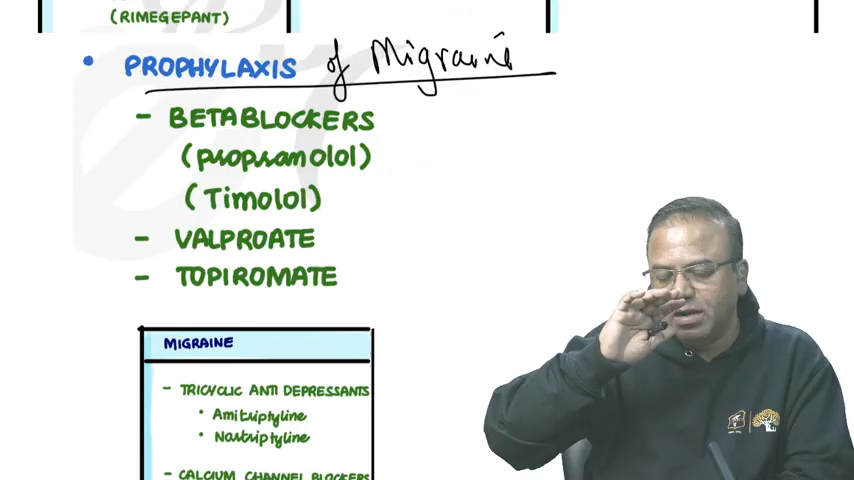 (RIMEGEPANT)
• PROPHYLAXIS of Migraine
- BETABLOCKERS
(propranolol)
(Timolol)
- VALPROATE
- TOPIROMATE
MIGRAINE
- TRICYCLIC ANTI DEPRESSANTS
• Amitriptyline
• Nortriptyline
- CALCIUM CHANNEL BLOCKERS